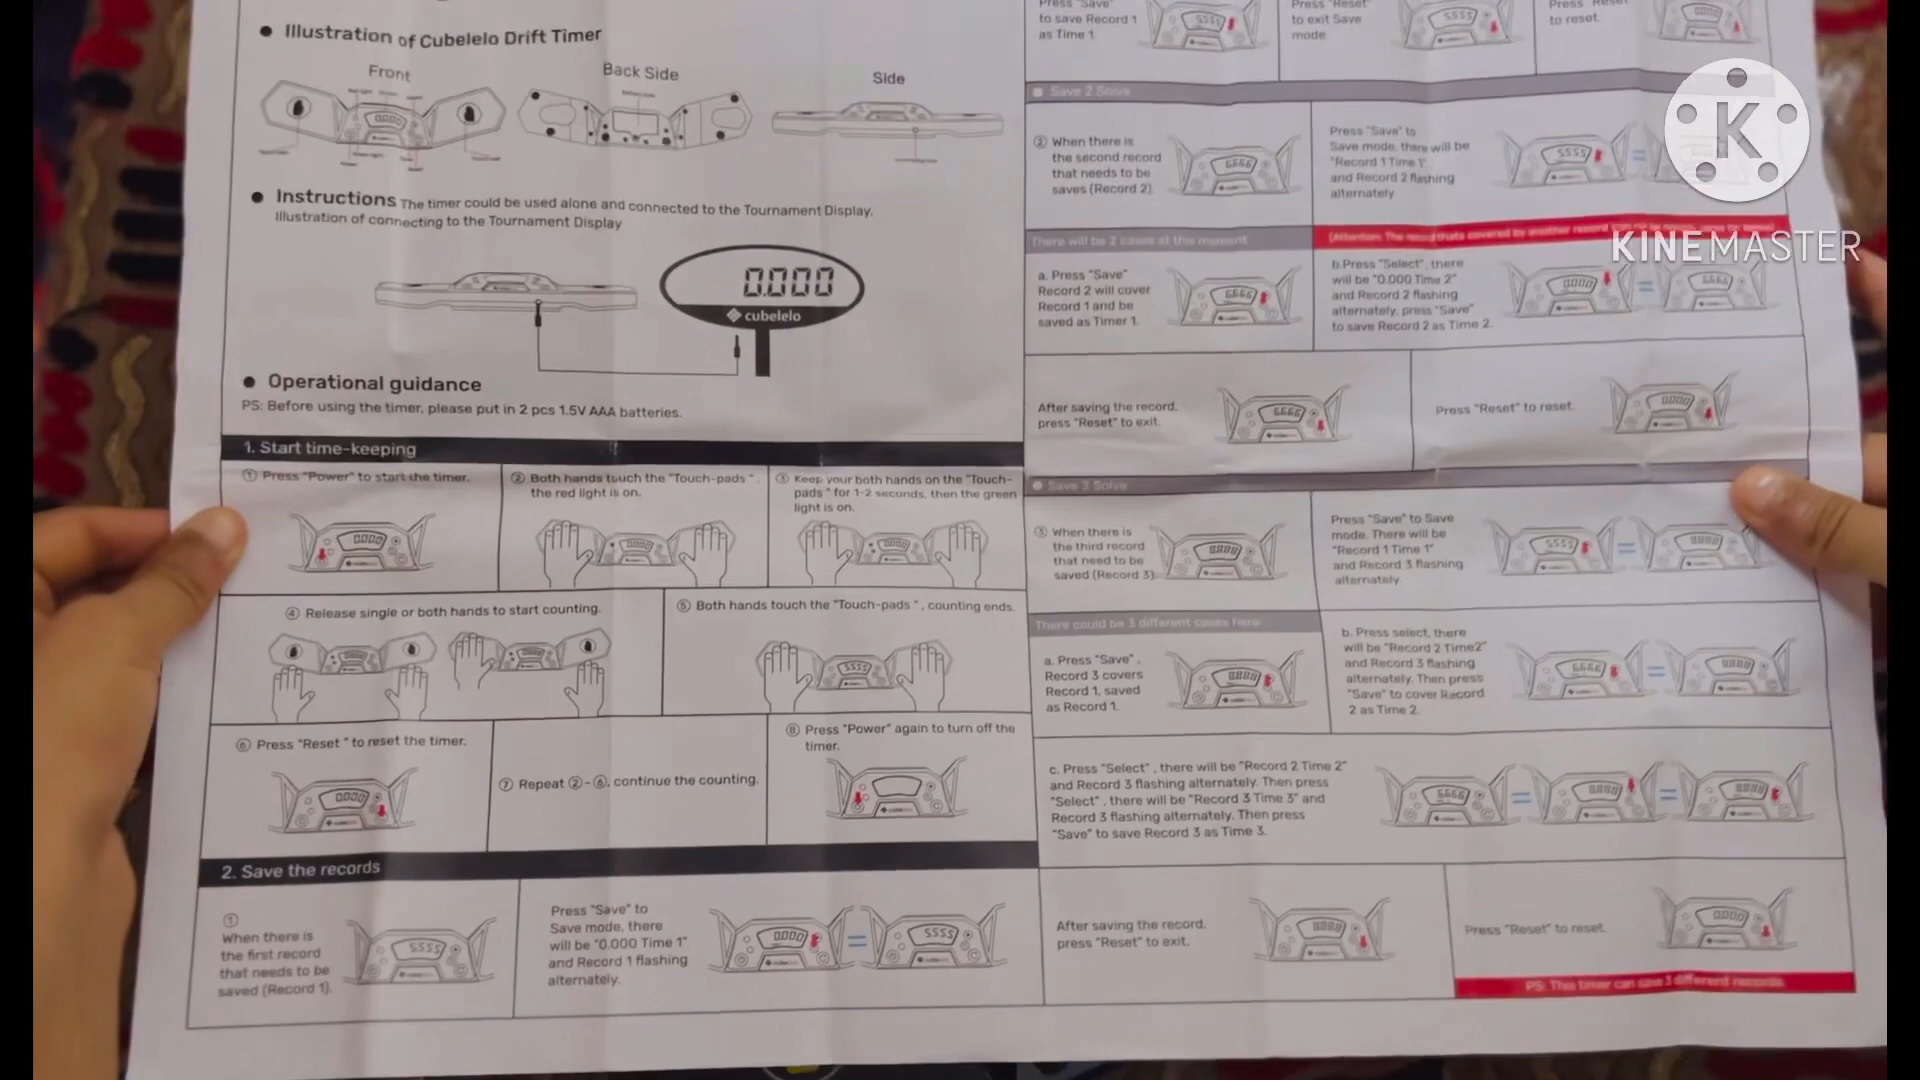 Illustration of Cubelelo Drift Timer
Front
Back Side
Side
Instructions The timer could be used alone and connected to the Tournament Display.
Illustration of connecting to the Tournament Display
0.000
cubelelo
Operational guidance
PS: Before using the timer, please put in 2 pcs 1.5V AAA batteries.
1. Start time-keeping
① Press "Power" to start the timer.
② Both hands touch the "Touch-pads ",
the red light is on.
③ Keep your both hands on the "Touch-
pads " for 1-2 seconds, then the green
light is on.
④ Release single or both hands to start counting.
⑤ Both hands touch the "Touch-pads ", counting ends.
⑥ Press "Reset " to reset the timer.
⑦ Repeat ②-⑥, continue the counting.
⑧ Press "Power" again to turn off the
timer.
2. Save the records
①
When there is
the first record
that needs to be
saved (Record 1).
Press "Save" to
Save mode, there
will be "0.000 Time 1"
and Record 1 flashing
alternately.
Press "Save"
to save Record 1
as Time 1.
Press "Reset"
to exit Save
mode.
Press "Reset"
to reset.
Save 2 Solve
② When there is
the second record
that needs to be
saves (Record 2)
Press "Save" to
Save mode, there will be
"Record 1 Time 1"
and Record 2 flashing
alternately.
There will be 2 cases at this moment
(Attention: The covered by another record
a. Press "Save"
Record 2 will cover
Record 1 and be
saved as Timer 1.
b.Press "Select", there
will be "0.000 Time 2"
and Record 2 flashing
alternately, press "Save"
to save Record 2 as Time 2.
After saving the record,
press "Reset" to exit.
Press "Reset" to reset.
Save 3 Solve
③ When there is
the third record
that need to be
saved (Record 3).
Press "Save" to Save
mode. There will be
"Record 1 Time 1"
and Record 3 flashing
alternately.
There could be 3 different cases here
a. Press "Save",
Record 3 covers
Record 1, saved
as Record 1.
b. Press select, there
will be "Record 2 Time2"
and Record 3 flashing
alternately. Then press
"Save" to cover Record
2 as Time 2.
c. Press "Select", there will be "Record 2 Time 2"
and Record 3 flashing alternately. Then press
"Select", there will be "Record 3 Time 3" and
Record 3 flashing alternately. Then press
"Save" to save Record 3 as Time 3.
After saving the record,
press "Reset" to exit.
Press "Reset" to reset.
PS: This timer can save 3 different records
K
KINEMASTER